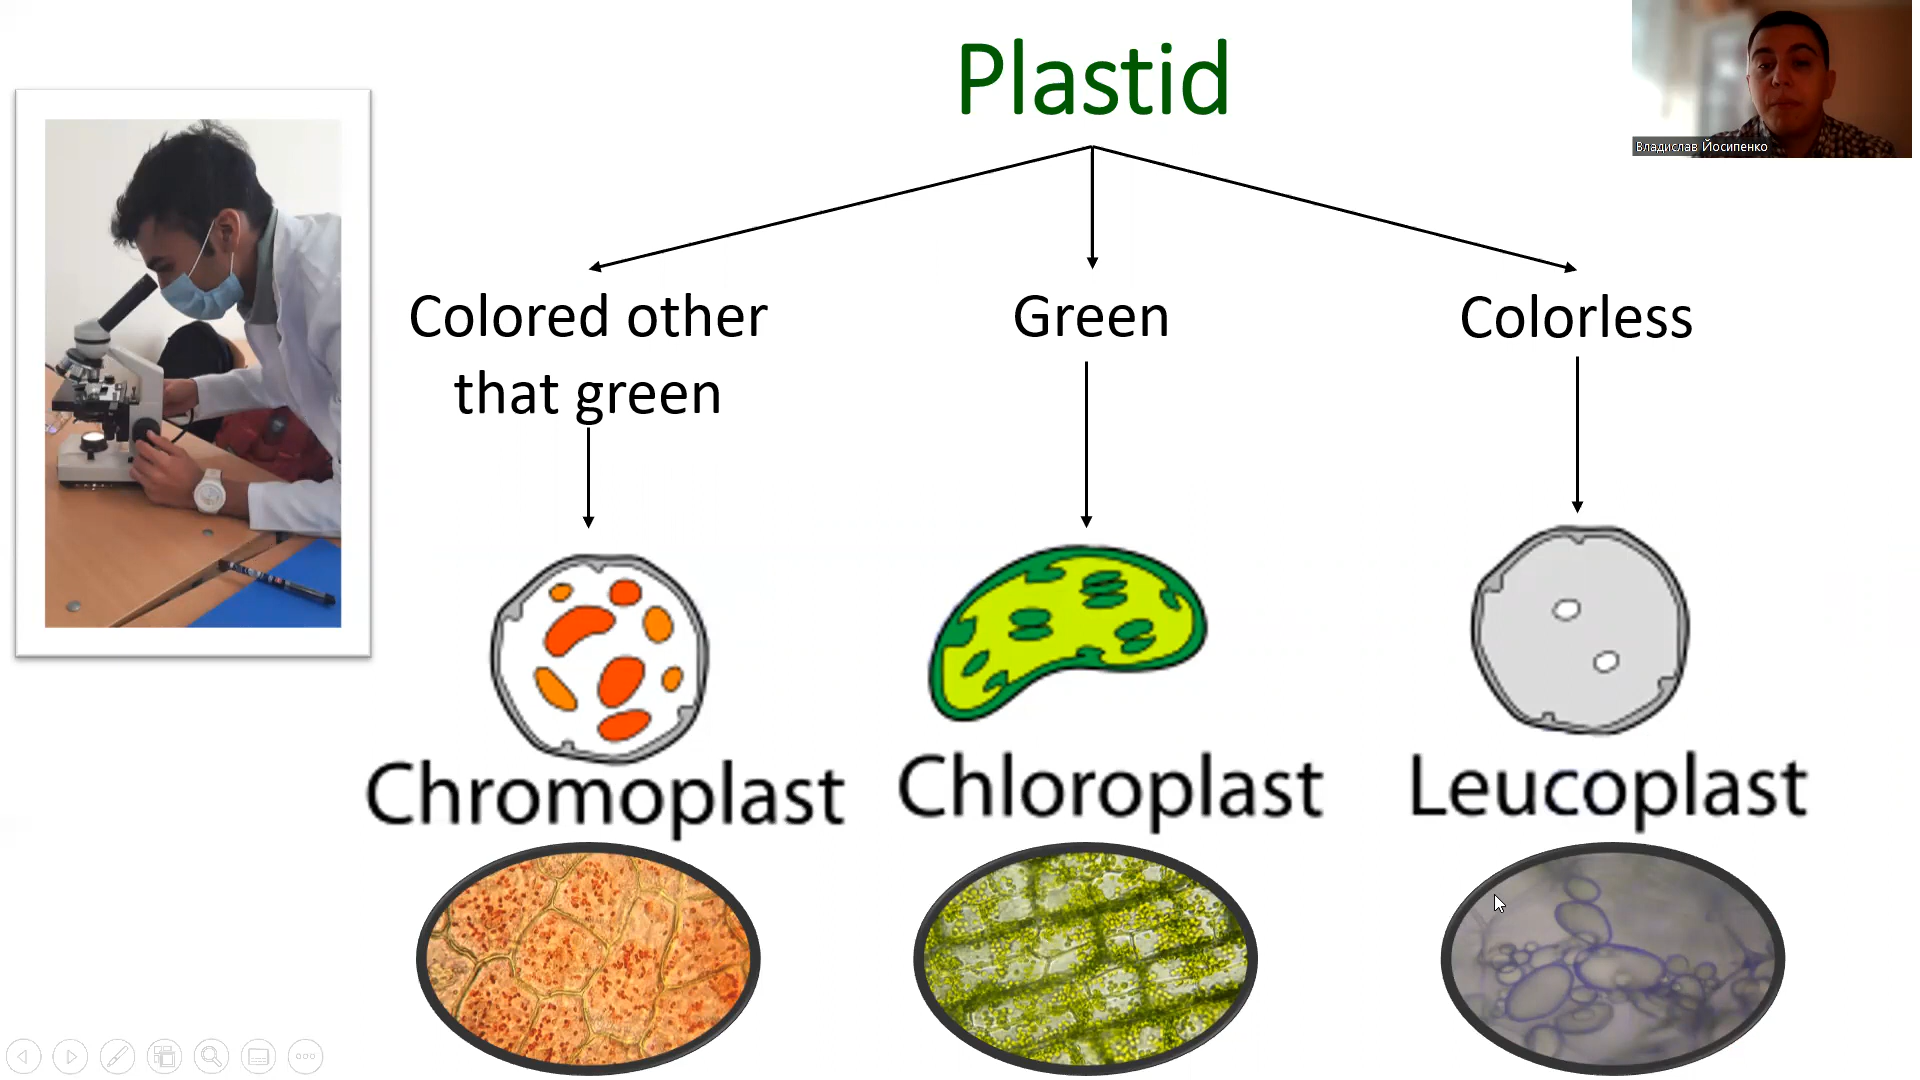 Plastid
Владислав Йосипенко
Colored other
that green
Green
Colorless
Chromoplast
Chloroplast
Leucoplast